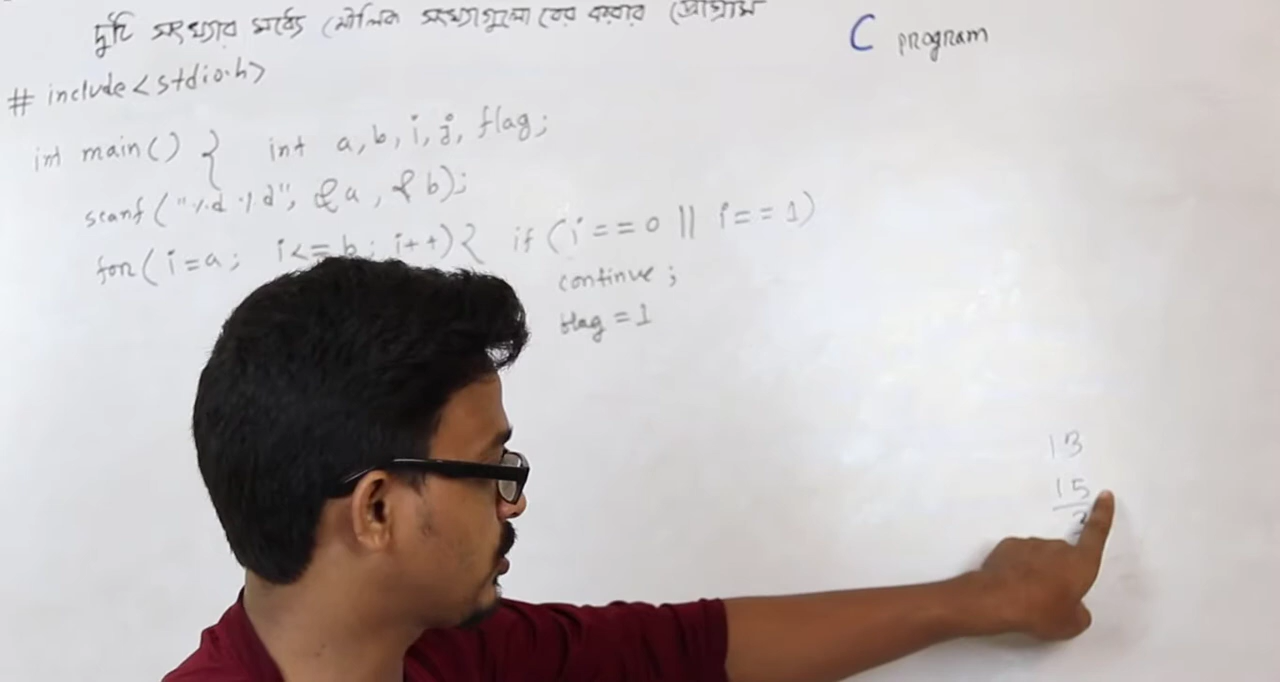 দুটি সংখ্যার মধ্যে মৌলিক সংখ্যাগুলো বের করার প্রোগ্রাম
C program
# include<stdio.h>
int main() { int a, b, i, j, flag;
scanf("%d %d", &a, &b);
for(i=a; i<=b; i++){ if (i==0 || i==1)
continue;
flag = 1
13
15